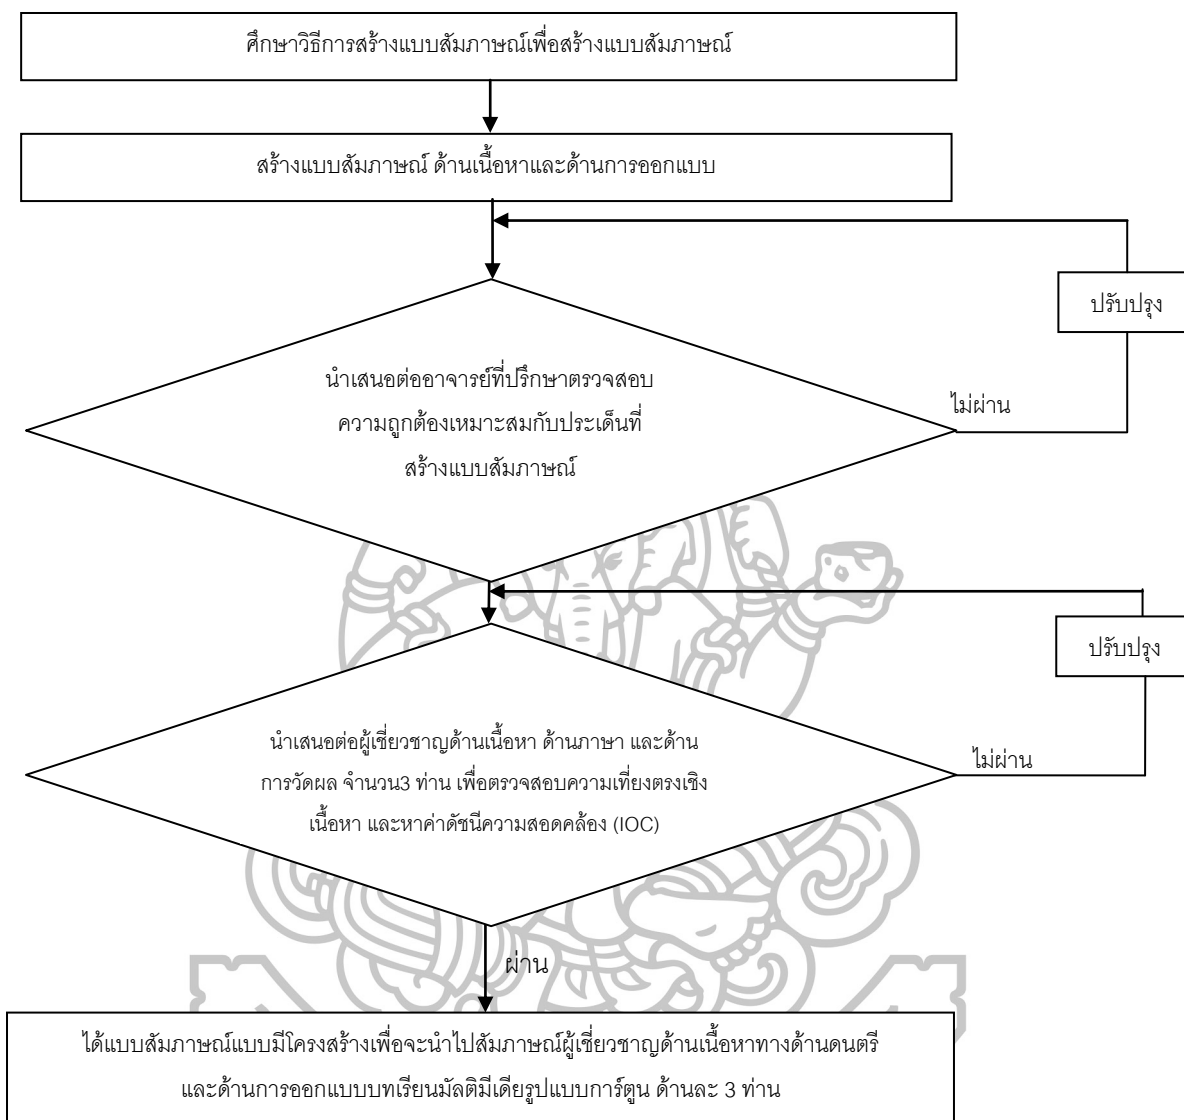 ศึกษาวิธีการสร้างแบบสัมภาษณ์เพื่อสร้างแบบสัมภาษณ์
สร้างแบบสัมภาษณ์ ด้านเนื้อหาและด้านการออกแบบ
ปรับปรุง
นำเสนอต่ออาจารย์ที่ปรึกษาตรวจสอบ
ความถูกต้องเหมาะสมกับประเด็นที่
สร้างแบบสัมภาษณ์
ไม่ผ่าน
ปรับปรุง
นำเสนอต่อผู้เชี่ยวชาญด้านเนื้อหา ด้านภาษา และด้าน
การวัดผล จำนวน3 ท่าน เพื่อตรวจสอบความเที่ยงตรงเชิง
เนื้อหา และหาค่าดัชนีความสอดคล้อง (IOC)
ไม่ผ่าน
ผ่าน
ได้แบบสัมภาษณ์แบบมีโครงสร้างเพื่อจะนำไปสัมภาษณ์ผู้เชี่ยวชาญด้านเนื้อหาทางด้านดนตรี
และด้านการออกแบบบทเรียนมัลติมีเดียรูปแบบการ์ตูน ด้านละ 3 ท่าน